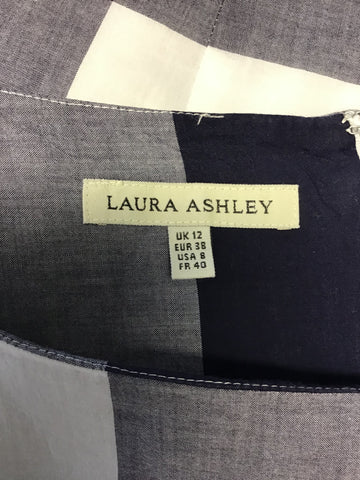 LAURA ASHLEY
UK 12
EUR 38
USA 8
FR 40